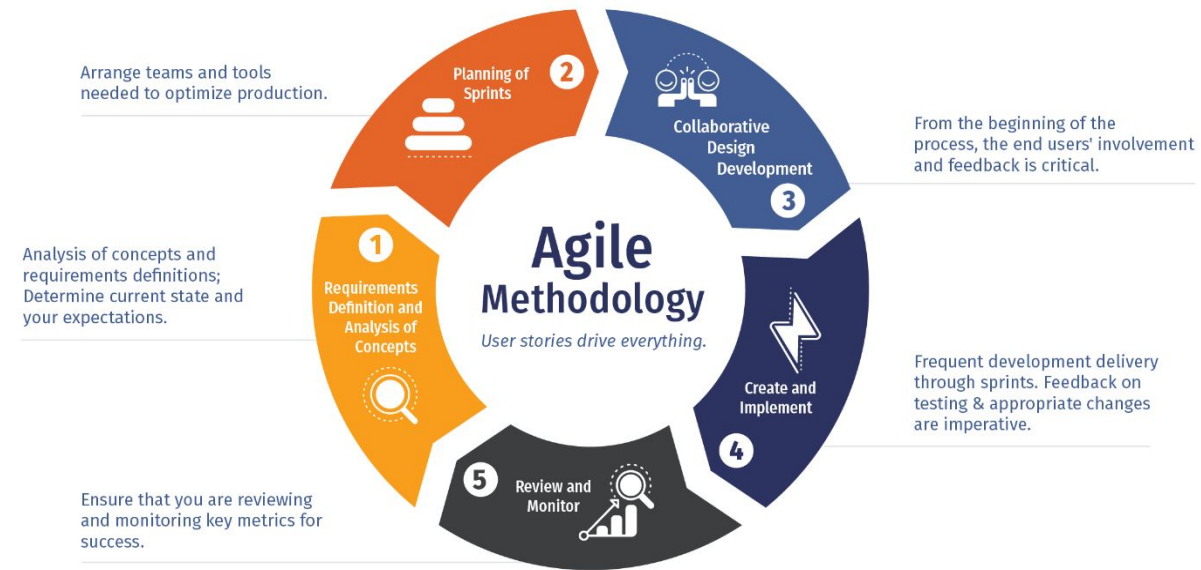 Agile
Methodology
User stories drive everything.
1
Requirements
Definition and
Analysis of
Concepts
Analysis of concepts and
requirements definitions;
Determine current state and
your expectations.
2
Planning of
Sprints
Arrange teams and tools
needed to optimize production.
Collaborative
Design
Development
3
From the beginning of the
process, the end users' involvement
and feedback is critical.
Create and
Implement
4
Frequent development delivery
through sprints. Feedback on
testing & appropriate changes
are imperative.
5
Review and
Monitor
Ensure that you are reviewing
and monitoring key metrics for
success.